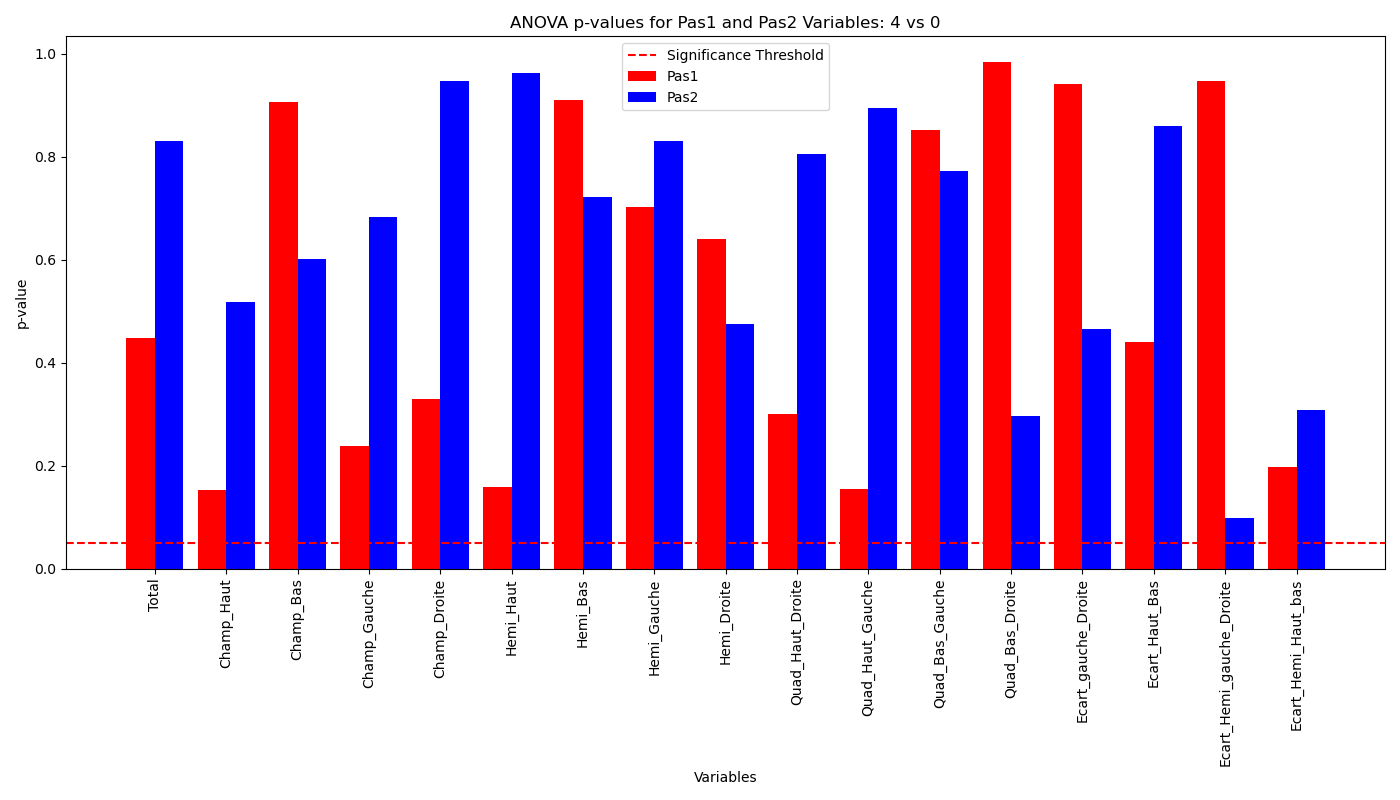 ANOVA p-values for Pas1 and Pas2 Variables: 4 vs 0
Significance Threshold
Pas1
Pas2
p-value
1.0
0.8
0.6
0.4
0.2
0.0
Total
Champ_Haut
Champ_Bas
Champ_Gauche
Champ_Droite
Hemi_Haut
Hemi_Bas
Hemi_Gauche
Hemi_Droite
Quad_Haut_Droite
Quad_Haut_Gauche
Quad_Bas_Gauche
Quad_Bas_Droite
Ecart_gauche_Droite
Ecart_Haut_Bas
Ecart_Hemi_gauche_Droite
Ecart_Hemi_Haut_bas
Variables